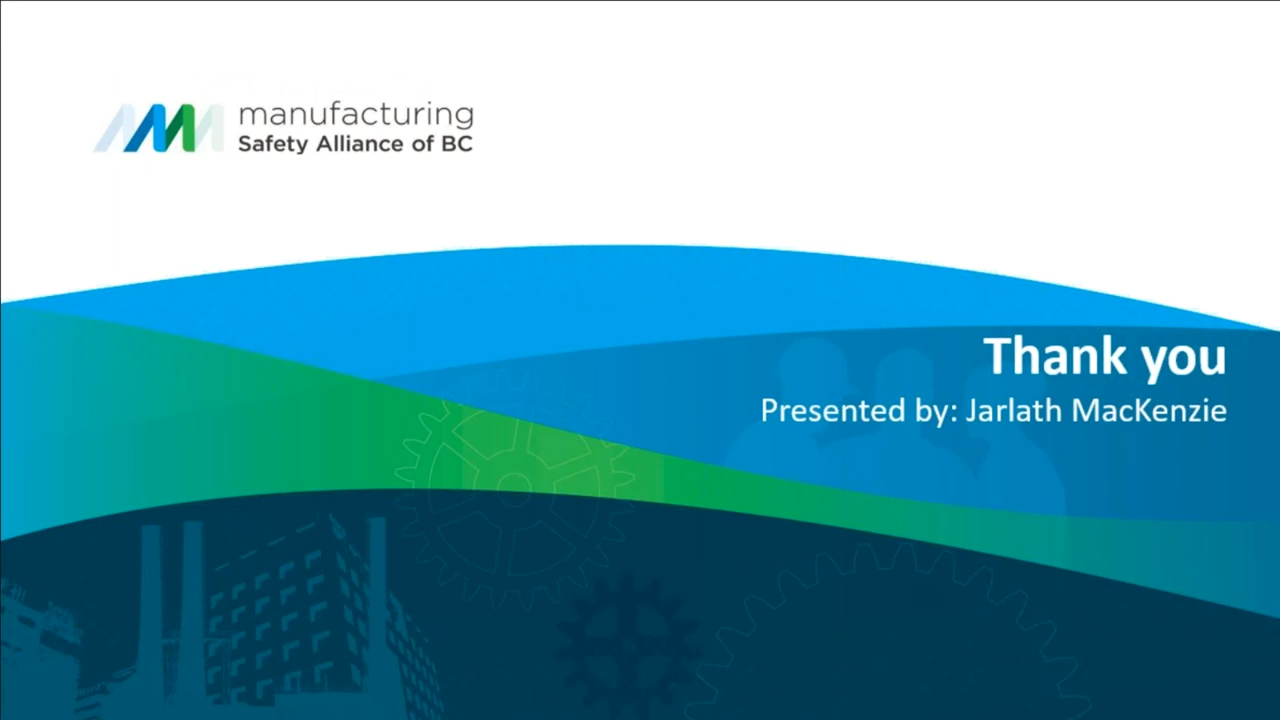 manufacturing
Safety Alliance of BC
Thank you
Presented by: Jarlath MacKenzie